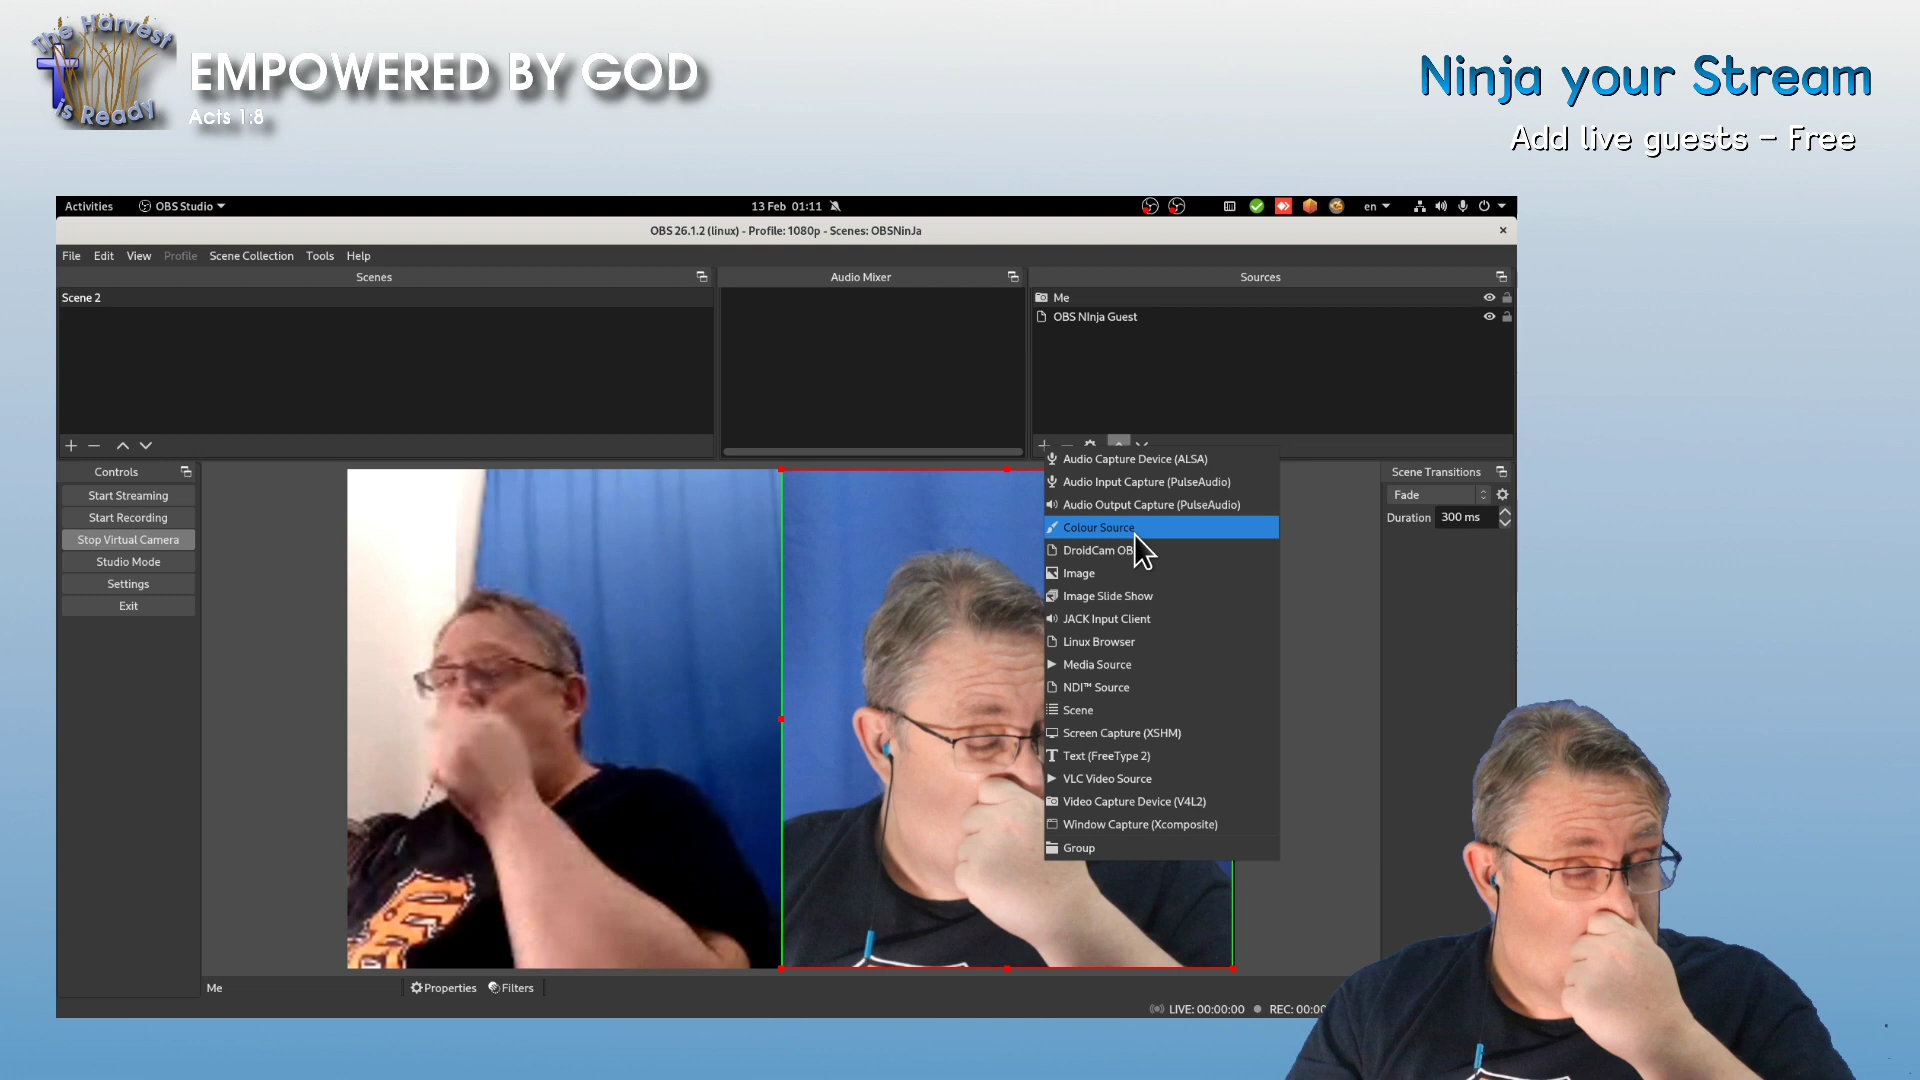 The Harvest
is Ready
EMPOWERED BY GOD
Acts 1:8
Ninja your Stream
Add live guests – Free
Activities
OBS Studio
13 Feb 01:11
en
OBS 26.1.2 (linux) - Profile: 1080p - Scenes: OBSNinJa
File Edit View Profile Scene Collection Tools Help
Scenes
Audio Mixer
Sources
Scene 2
Me
OBS NInja Guest
Controls
Start Streaming
Start Recording
Stop Virtual Camera
Studio Mode
Settings
Exit
Audio Capture Device (ALSA)
Audio Input Capture (PulseAudio)
Audio Output Capture (PulseAudio)
Colour Source
DroidCam OB
Image
Image Slide Show
JACK Input Client
Linux Browser
Media Source
NDI™ Source
Scene
Screen Capture (XSHM)
Text (FreeType 2)
VLC Video Source
Video Capture Device (V4L2)
Window Capture (Xcomposite)
Group
Scene Transitions
Fade
Duration 300 ms
Me
Properties
Filters
LIVE: 00:00:00
REC: 00:00